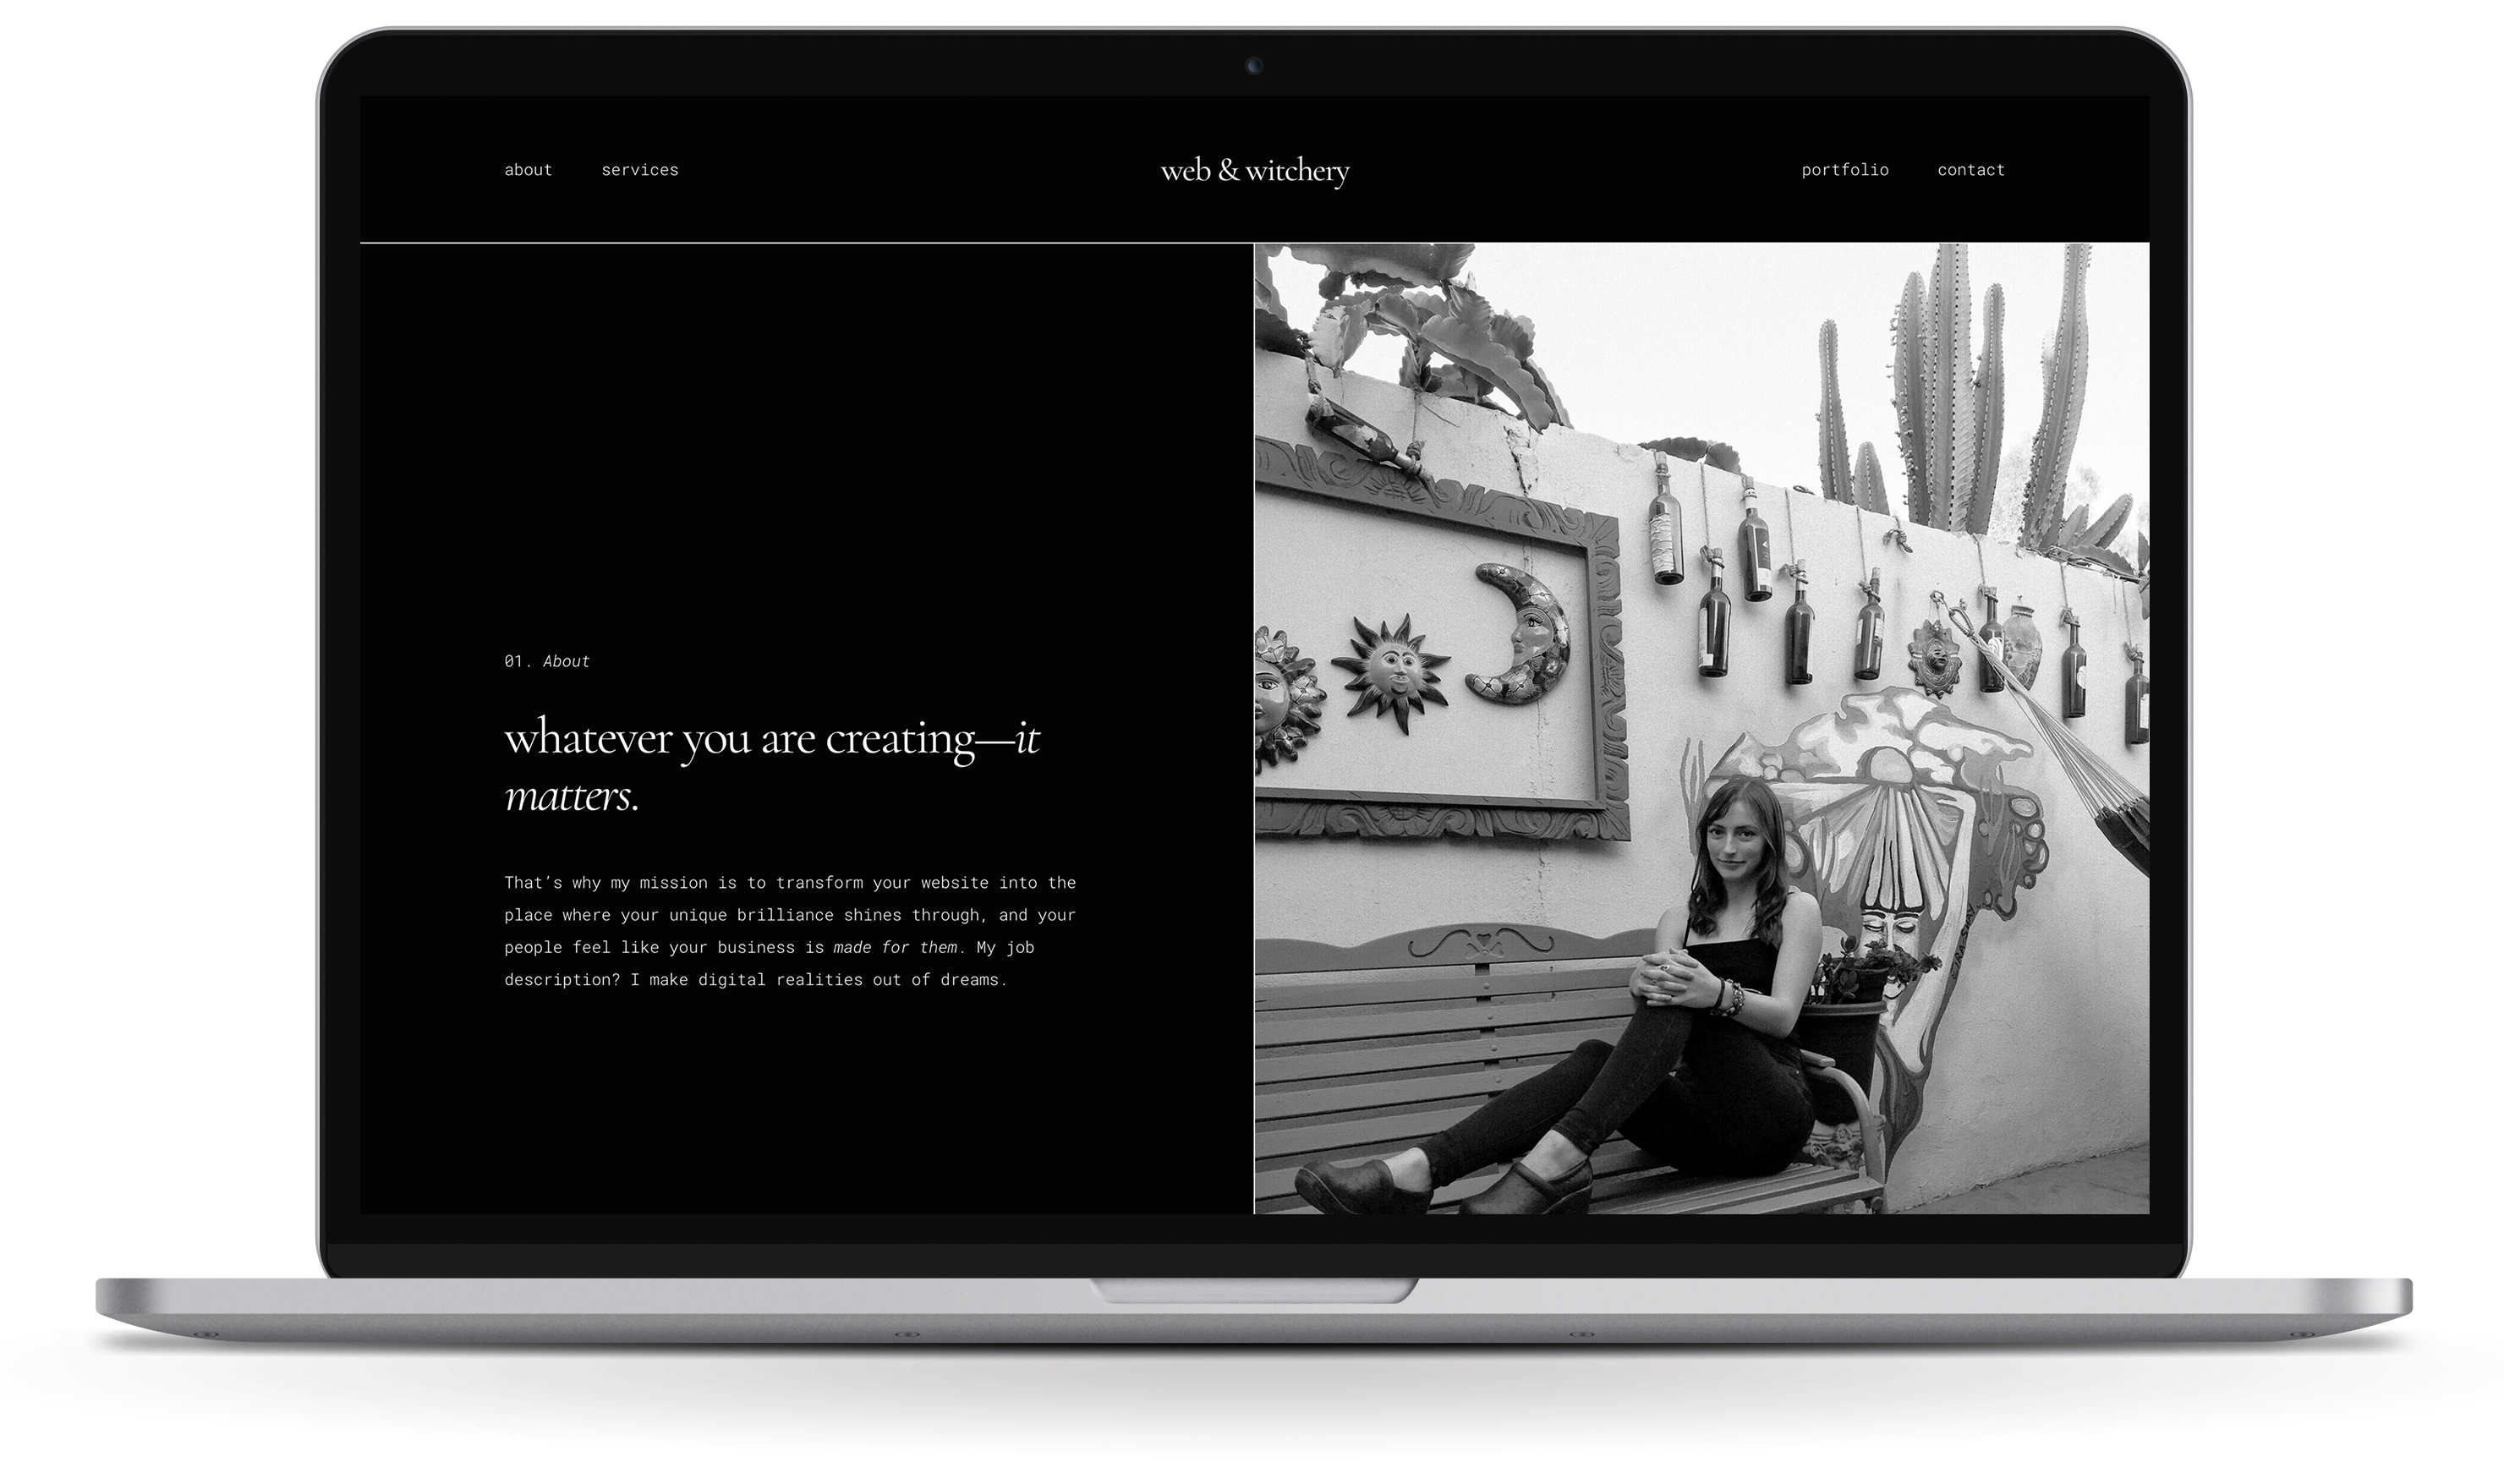 about services web & witchery portfolio contact
01. About
whatever you are creating—it
matters.
That’s why my mission is to transform your website into the
place where your unique brilliance shines through, and your
people feel like your business is made for them. My job
description? I make digital realities out of dreams.